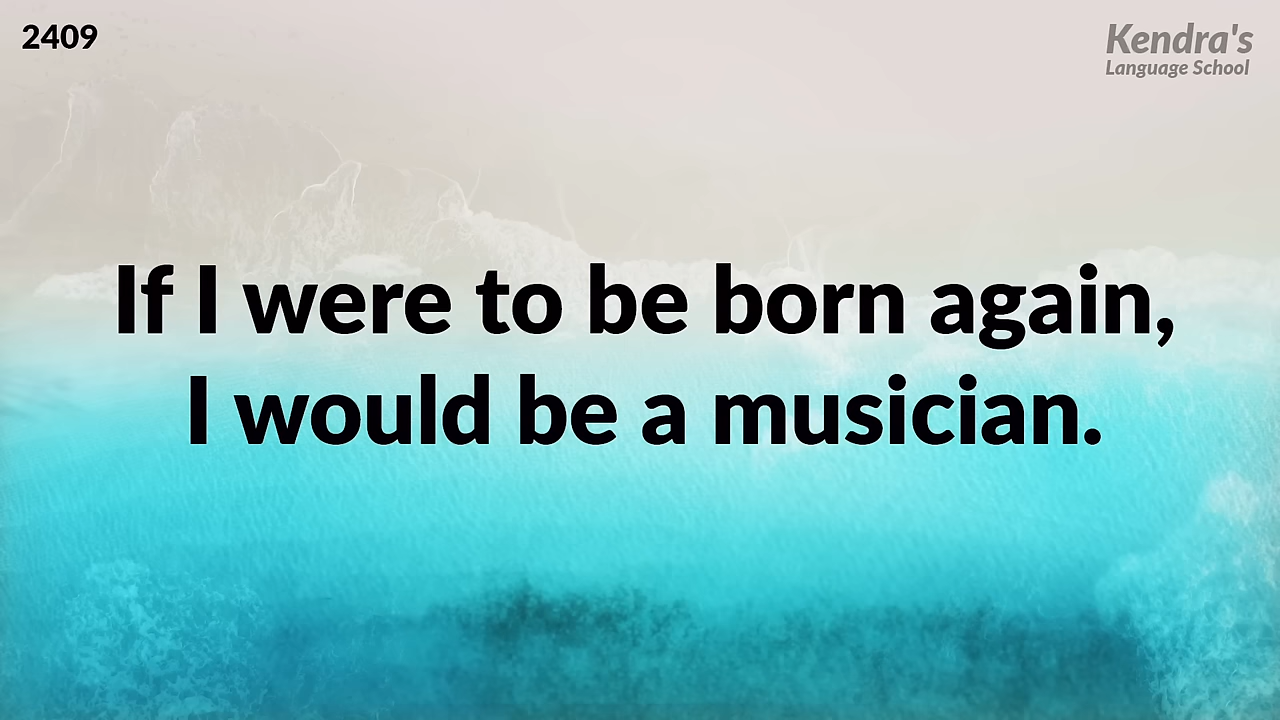 2409
Kendra's
Language School
If I were to be born again,
I would be a musician.